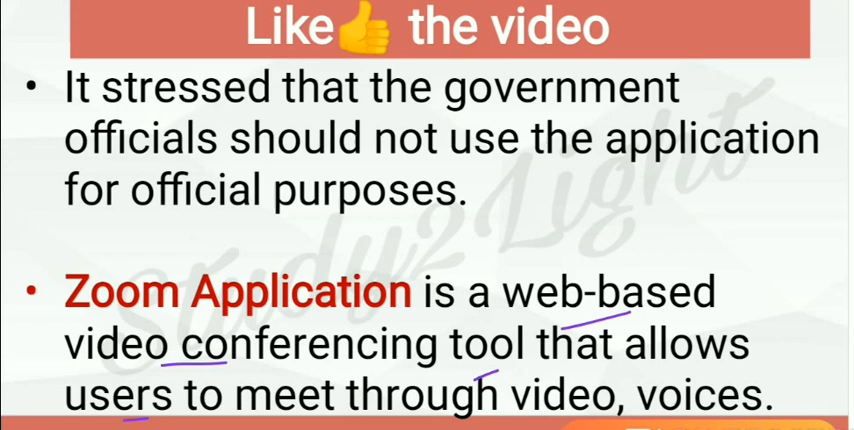 Like👍 the video
• It stressed that the government
officials should not use the application
for official purposes.
Study2Light
• Zoom Application is a web-based
video conferencing tool that allows
users to meet through video, voices.